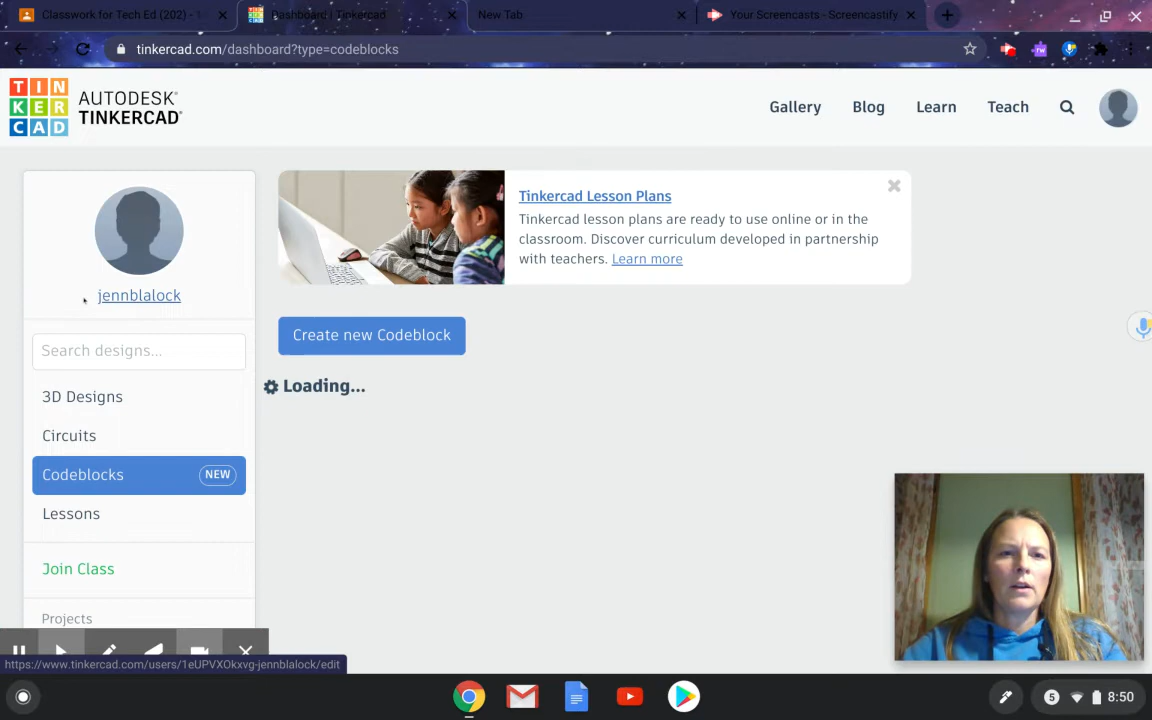 Classwork for Tech Ed (202) -
Dashboard | Tinkercad
New Tab
Your Screencasts - Screencastify
tinkercad.com/dashboard?type=codeblocks
TIN
KER
CAD
AUTODESK
TINKERCAD
Gallery
Blog
Learn
Teach
Tinkercad Lesson Plans
Tinkercad lesson plans are ready to use online or in the
classroom. Discover curriculum developed in partnership
with teachers. Learn more
jennblalock
Create new Codeblock
Search designs...
Loading...
3D Designs
Circuits
Codeblocks
NEW
Lessons
Join Class
Projects
https://www.tinkercad.com/users/1eUPVXOkxvg-jennblalock/edit
5
8:50